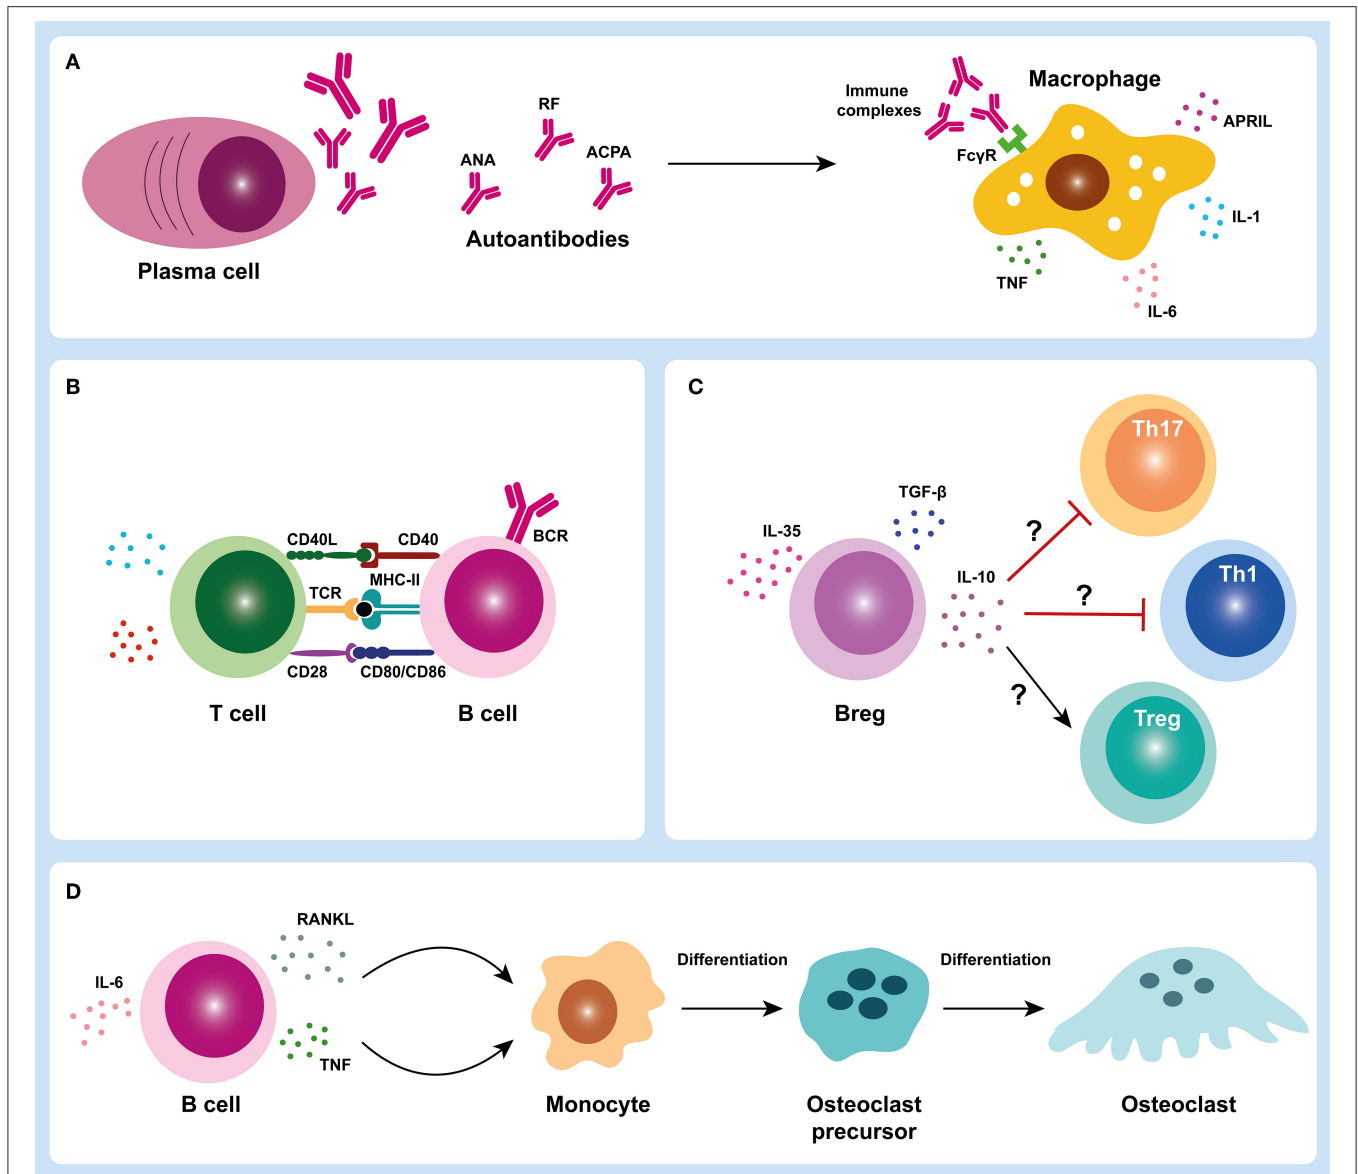 A
Macrophage
Immune
complexes
RF
APRIL
ANA
ACPA
FcγR
IL-1
Autoantibodies
Plasma cell
TNF
IL-6
B
C
Th17
TGF-β
IL-35
?
CD40L
CD40
BCR
MHC-II
TCR
IL-10
?
Th1
CD28
CD80/CD86
?
T cell
B cell
Breg
Treg
D
RANKL
IL-6
Differentiation
Differentiation
TNF
B cell
Monocyte
Osteoclast
precursor
Osteoclast